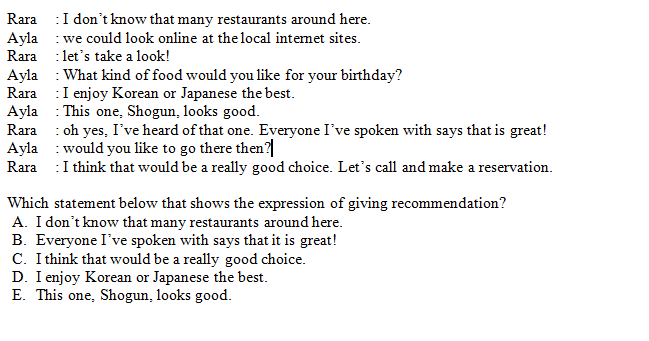 Rara : I don't know that many restaurants around here.
Ayla : we could look online at the local internet sites.
Rara : let's take a look!
Ayla : What kind of food would you like for your birthday?
Rara : I enjoy Korean or Japanese the best.
Ayla : This one, Shogun, looks good.
Rara : oh yes, I've heard of that one. Everyone I've spoken with says that is great!
Ayla : would you like to go there then?
Rara : I think that would be a really good choice. Let's call and make a reservation.
Which statement below that shows the expression of giving recommendation?
A. I don't know that many restaurants around here.
B. Everyone I've spoken with says that it is great!
C. I think that would be a really good choice.
D. I enjoy Korean or Japanese the best.
E. This one, Shogun, looks good.